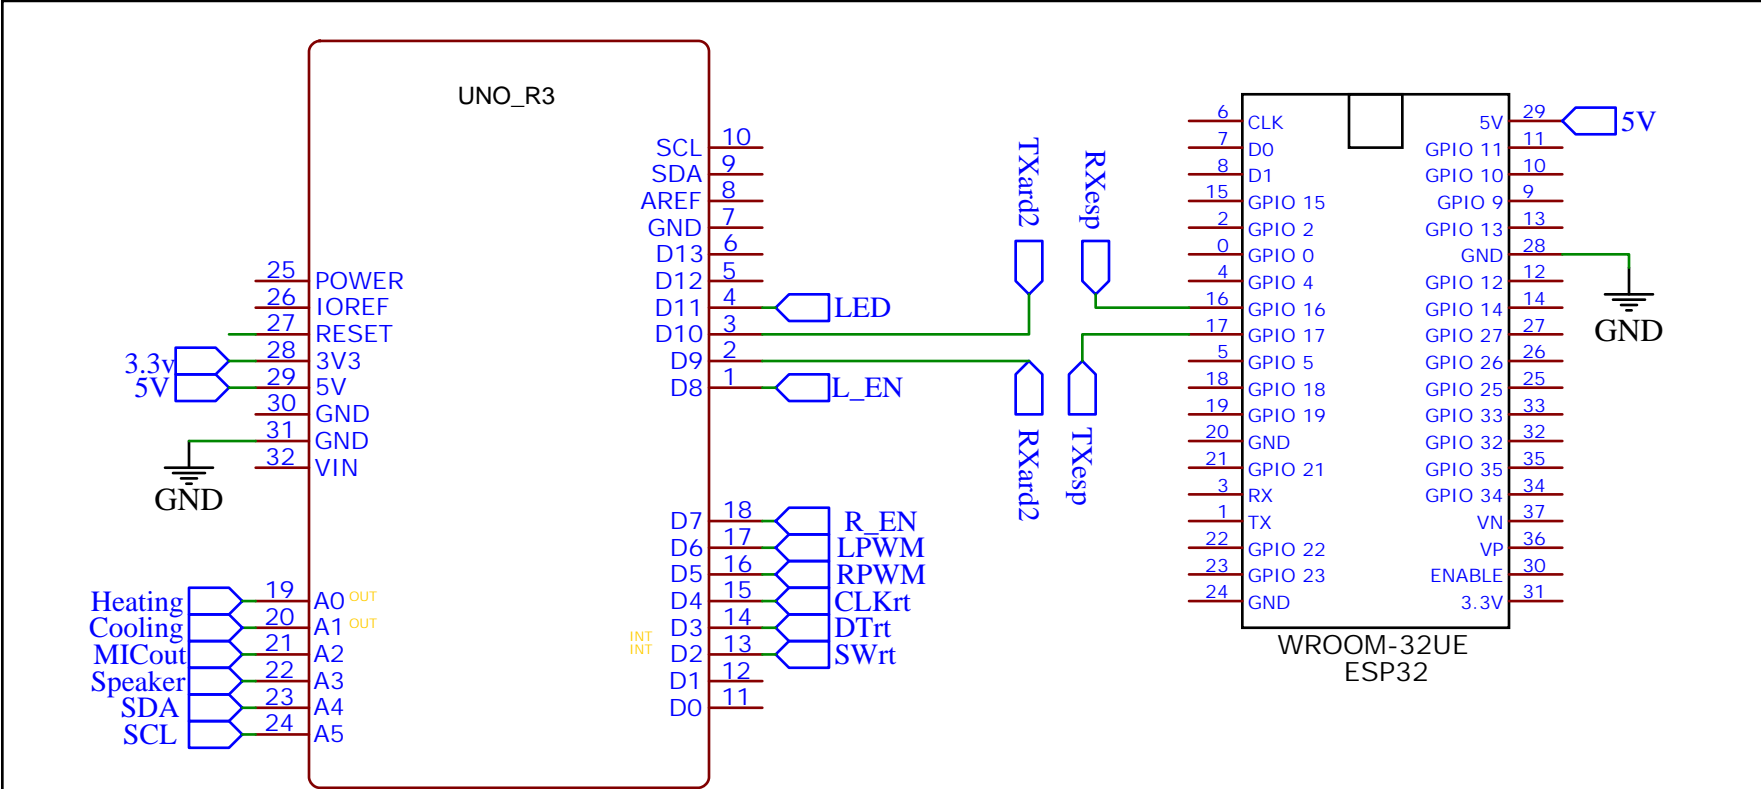 UNO_R3
10
SCL
9
SDA
8
AREF
7
GND
6
D13
5
D12
4
D11
LED
3
D10
2
D9
1
D8
L_EN
25
POWER
26
IOREF
27
RESET
28
3V3
3.3v
29
5V
5V
30
GND
31
GND
32
VIN
GND
18
D7
R_EN
17
D6
LPWM
16
D5
RPWM
15
D4
CLKrt
14
D3
DTrt
INT
INT
13
D2
SWrt
12
D1
11
D0
Heating
19
A0
OUT
Cooling
20
A1
OUT
MICout
21
A2
Speaker
22
A3
SDA
23
A4
SCL
24
A5
TXard2
RXesp
RXard2
TXesp
6
CLK
7
D0
8
D1
15
GPIO 15
2
GPIO 2
0
GPIO 0
4
GPIO 4
16
GPIO 16
17
GPIO 17
5
GPIO 5
18
GPIO 18
19
GPIO 19
20
GND
21
GPIO 21
3
RX
1
TX
22
GPIO 22
23
GPIO 23
24
GND
29
5V
5V
11
GPIO 11
10
GPIO 10
9
GPIO 9
13
GPIO 13
28
GND
GND
12
GPIO 12
14
GPIO 14
27
GPIO 27
26
GPIO 26
25
GPIO 25
33
GPIO 33
32
GPIO 32
35
GPIO 35
34
GPIO 34
37
VN
36
VP
30
ENABLE
31
3.3V
WROOM-32UE
ESP32